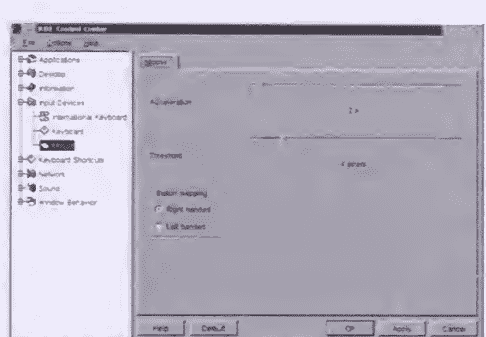 KDE Control Center
File Options Help
Applications
Desktop
Information
Input Devices
International Keyboard
Keyboard
Mouse
Keyboard Shortcuts
Network
Sound
Window Behavior
Mouse
Acceleration
2 x
Threshold
4 pixels
Button mapping
Right handed
Left handed
Help
Default
OK
Apply
Cancel